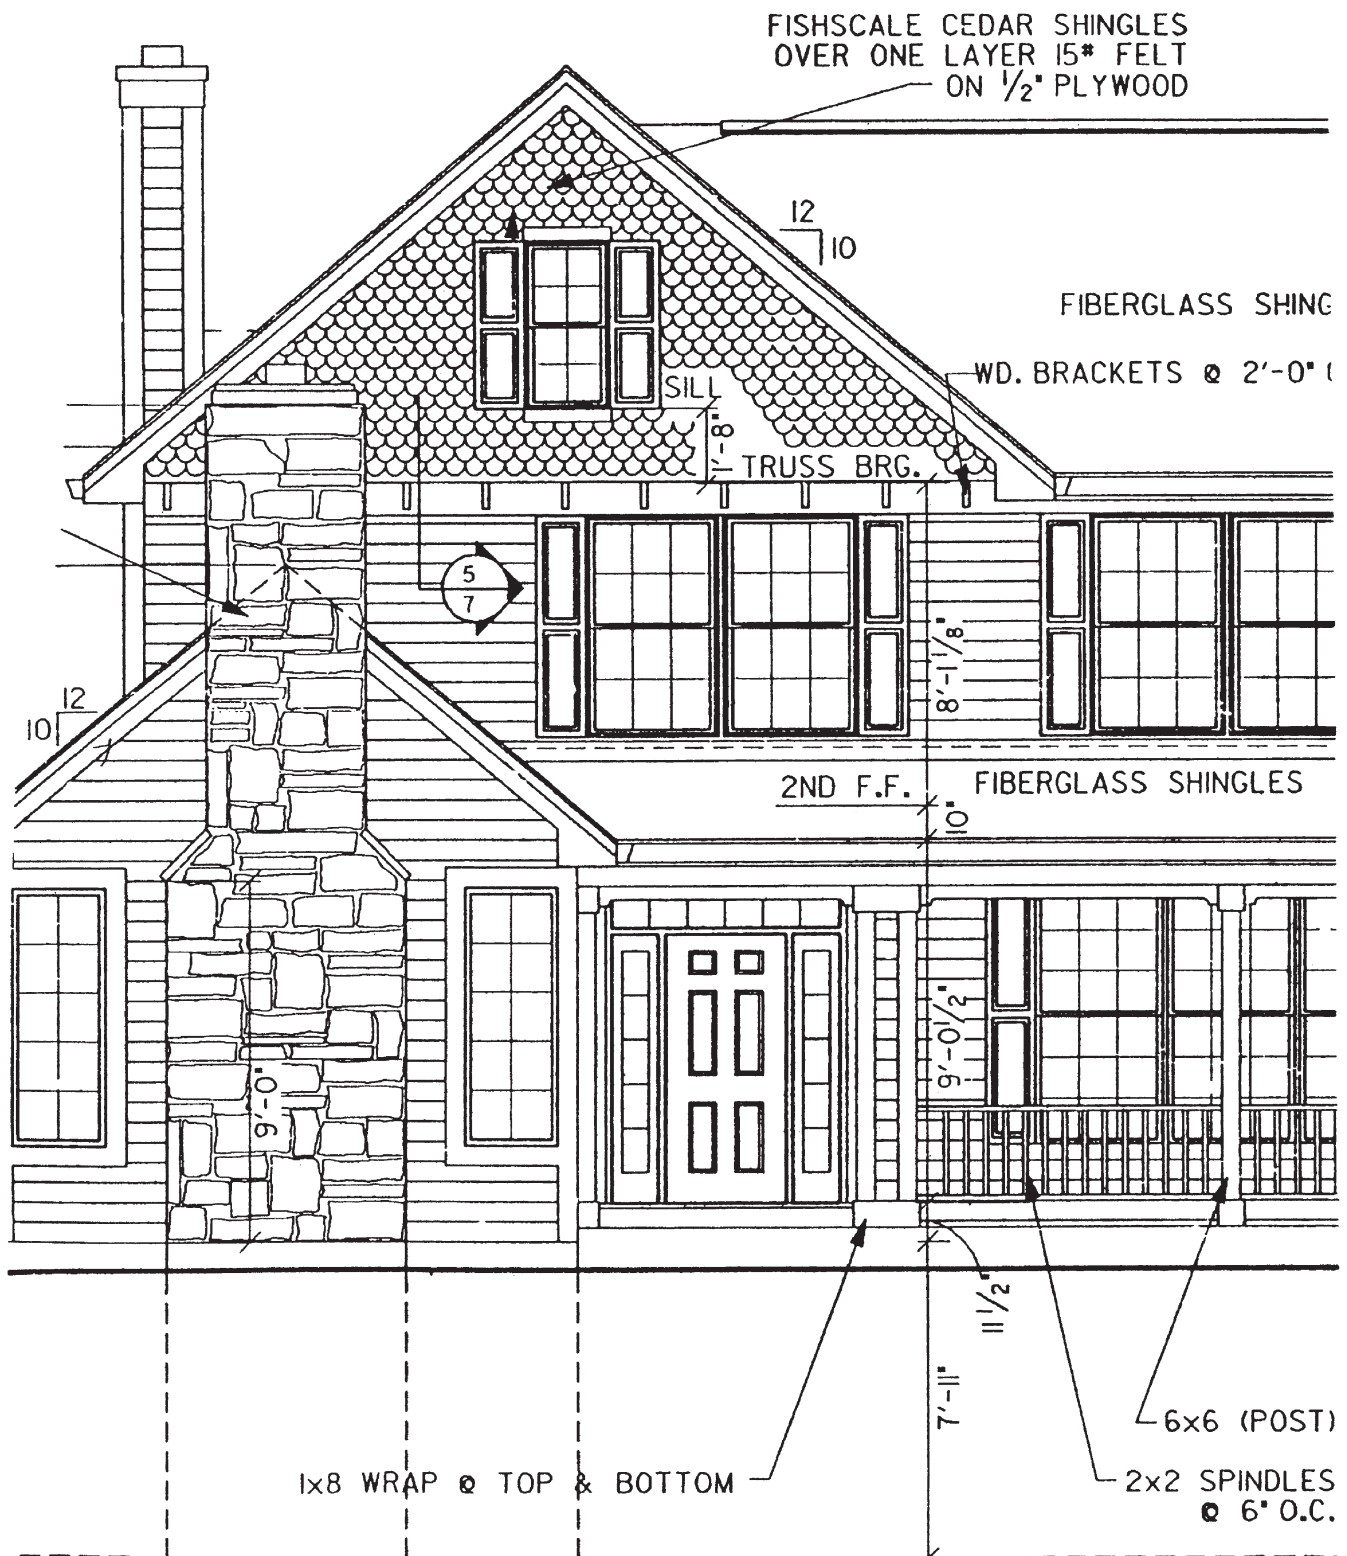 FISHSCALE CEDAR SHINGLES
OVER ONE LAYER 15# FELT
ON 1/2" PLYWOOD
12
10
FIBERGLASS SHING
WD. BRACKETS @ 2'-0"
SILL
1'-8"
TRUSS BRG.
5
7
8'-1 1/8"
12
10
2ND F.F.
FIBERGLASS SHINGLES
10"
9'-0 1/2"
9'-0"
11 1/2"
7'-11"
6x6 (POST)
1x8 WRAP @ TOP & BOTTOM
2x2 SPINDLES
@ 6" O.C.